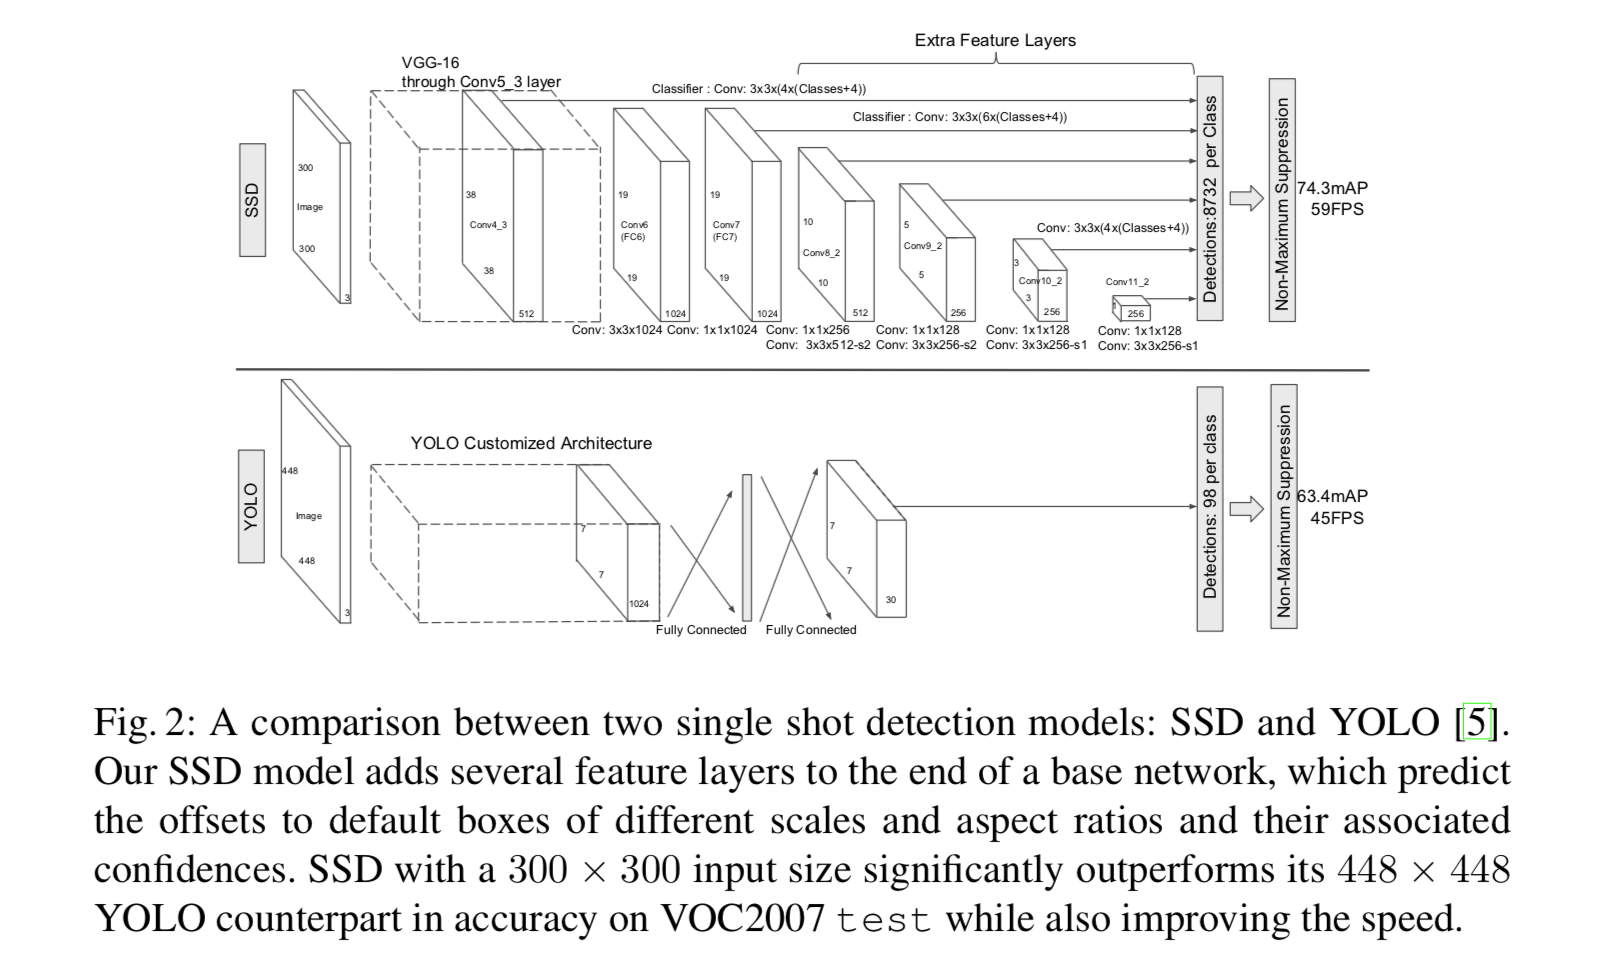 Extra Feature Layers
VGG-16
through Conv5_3 layer
Classifier : Conv: 3x3x(4x(Classes+4))
Classifier : Conv: 3x3x(6x(Classes+4))
SSD
300
Image
300
3
38
Conv4_3
38
512
19
Conv6
(FC6)
19
1024
19
Conv7
(FC7)
19
1024
10
Conv8_2
10
512
5
Conv9_2
5
256
Conv: 3x3x(4x(Classes+4))
3
Conv10_2
3
256
Conv11_2
1
256
Conv: 3x3x1024
Conv: 1x1x1024
Conv: 1x1x256
Conv: 3x3x512-s2
Conv: 1x1x128
Conv: 3x3x256-s2
Conv: 1x1x128
Conv: 3x3x256-s1
Conv: 1x1x128
Conv: 3x3x256-s1
Detections:8732 per Class
Non-Maximum Suppression
74.3mAP
59FPS
YOLO
448
Image
448
3
YOLO Customized Architecture
7
7
1024
Fully Connected
Fully Connected
7
7
30
Detections: 98 per class
Non-Maximum Suppression
63.4mAP
45FPS
Fig. 2: A comparison between two single shot detection models: SSD and YOLO [5].
Our SSD model adds several feature layers to the end of a base network, which predict
the offsets to default boxes of different scales and aspect ratios and their associated
confidences. SSD with a 300 × 300 input size significantly outperforms its 448 × 448
YOLO counterpart in accuracy on VOC2007 test while also improving the speed.